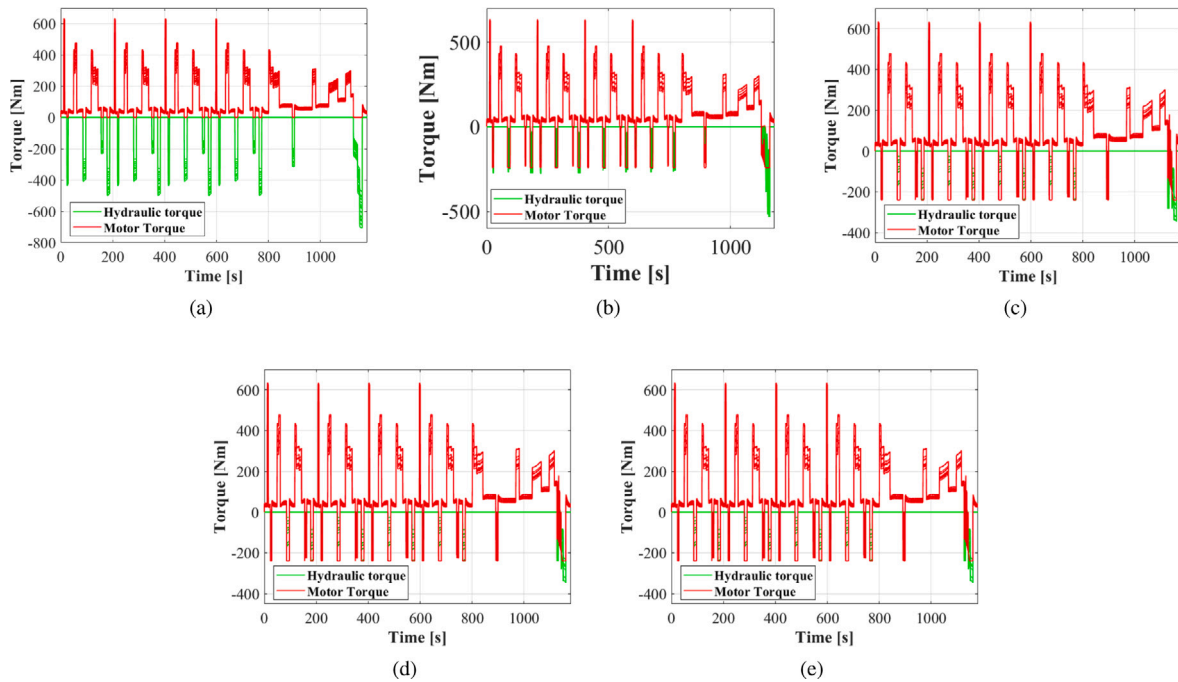 600
400
200
0
-200
-400
-600
-800
Torque [Nm]
Hydraulic torque
Motor Torque
0 200 400 600 800 1000
Time [s]
(a)
500
0
-500
Torque [Nm]
Hydraulic torque
Motor Torque
0 500 1000
Time [s]
(b)
600
400
200
0
-200
-400
Torque [Nm]
Hydraulic torque
Motor Torque
0 200 400 600 800 1000
Time [s]
(c)
600
400
200
0
-200
-400
Torque [Nm]
Hydraulic torque
Motor Torque
0 200 400 600 800 1000
Time [s]
(d)
600
400
200
0
-200
-400
Torque [Nm]
Hydraulic torque
Motor Torque
0 200 400 600 800 1000
Time [s]
(e)